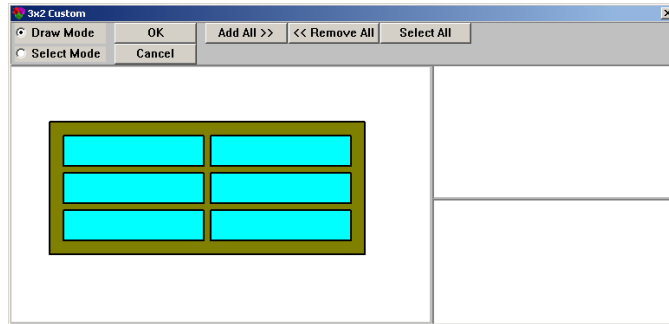 3x2 Custom
Draw Mode OK Add All >> << Remove All Select All
Select Mode Cancel